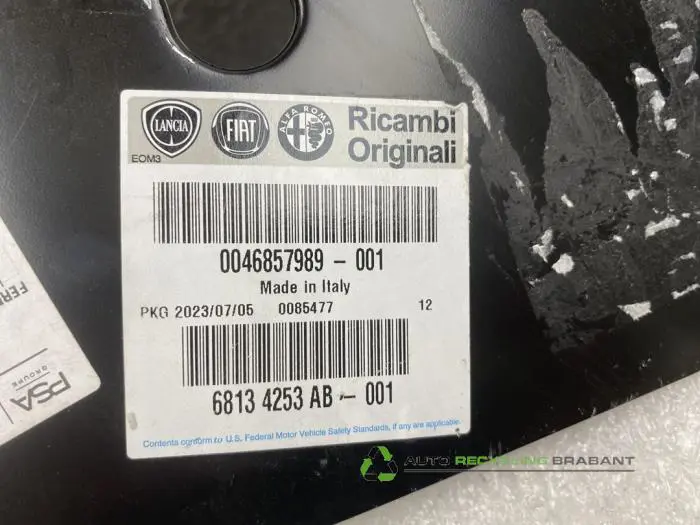 LANCIA
FIAT
ALFA ROMEO
Ricambi
Originali
EOM3
0046857989 - 001
Made in Italy
PKG 2023/07/05 0085477 12
6813 4253 AB - 001
Contents conform to U.S. Federal Motor Vehicle Safety Standards, if any are applicable.
PSA
GROUPE
AUTO RECYCLING BRABANT